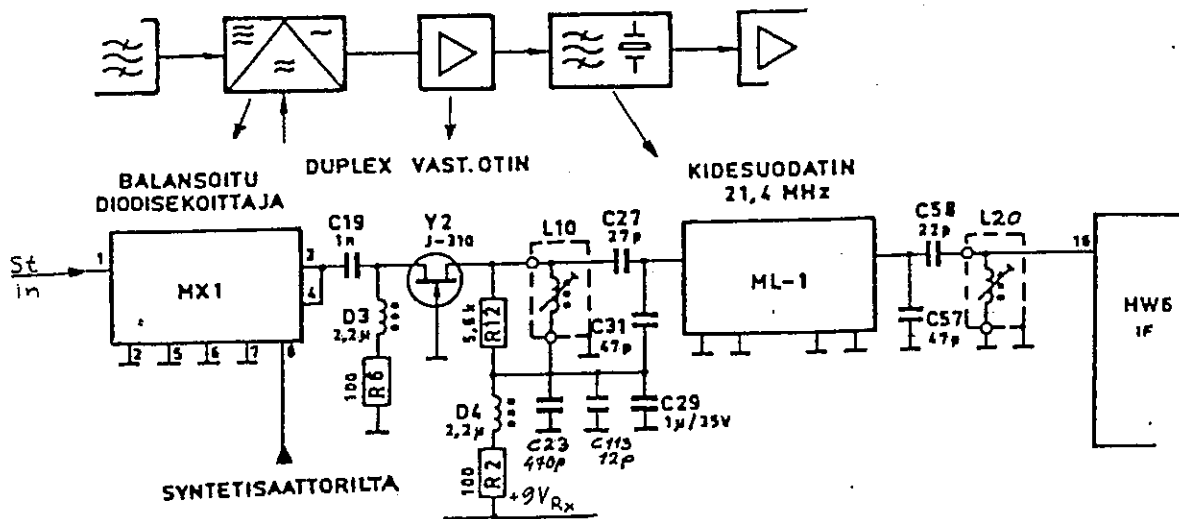 DUPLEX VAST.OTIN
BALANSOITU
DIODISEKOITTAJA
KIDESUODATIN
21,4 MHz
St
in
1
MX1
3
4
2
5
6
7
8
C19
1n
Y2
J-310
D3
2,2μ
100
R6
5,6k
R12
L10
C27
27p
C31
47p
ML-1
C58
22p
L20
C57
47p
16
HW6
IF
D4
2,2μ
100
R2
C23
470p
C113
12p
C29
1μ/35V
+9V Rx
SYNTETISAATTORILTA